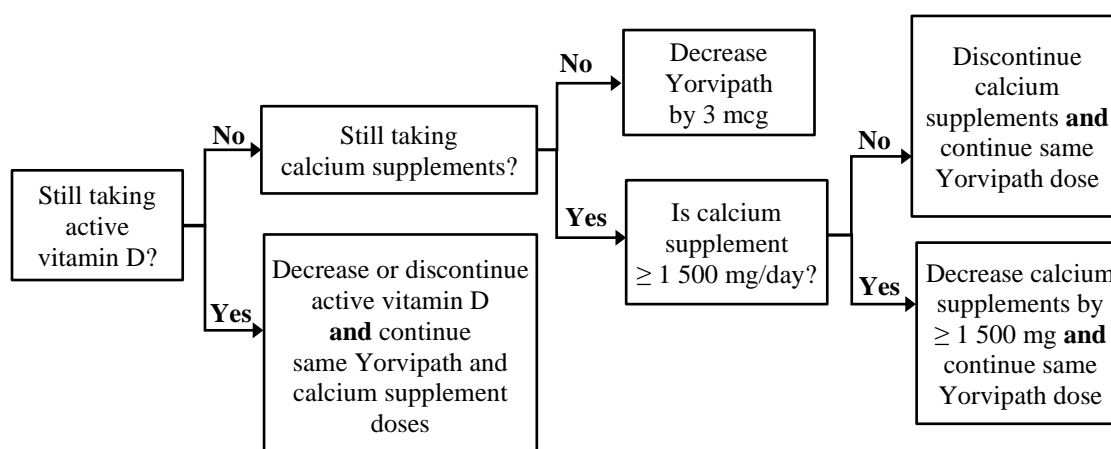 Still taking
active
vitamin D?
No
Still taking
calcium supplements?
Yes
Decrease or discontinue
active vitamin D
and continue
same Yorvipath and
calcium supplement
doses
No
Decrease
Yorvipath
by 3 mcg
Yes
Is calcium
supplement
≥ 1 500 mg/day?
No
Discontinue
calcium
supplements and
continue same
Yorvipath dose
Yes
Decrease calcium
supplements by
≥ 1 500 mg and
continue same
Yorvipath dose